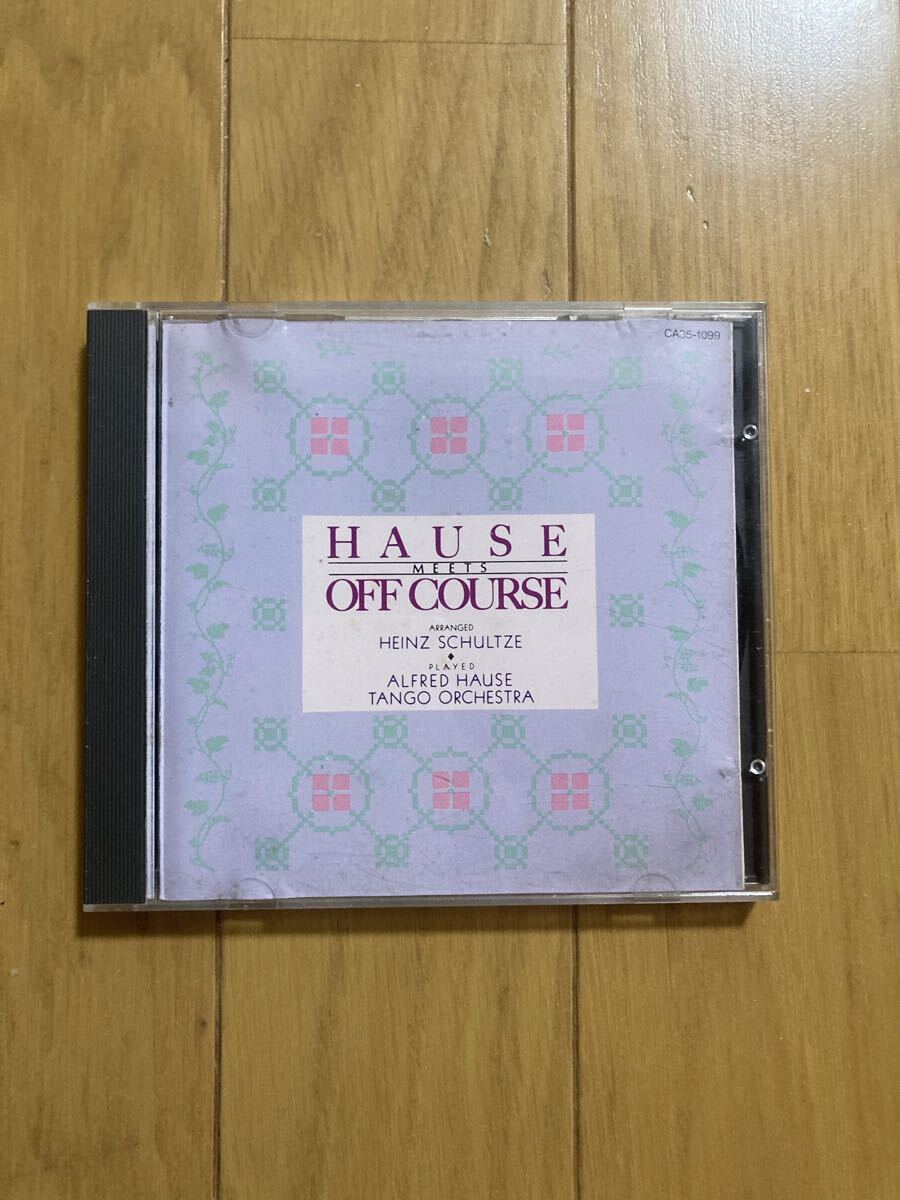 CA35-1099
HAUSE
MEETS
OFF COURSE
ARRANGED
HEINZ SCHULTZE
PLAYED
ALFRED HAUSE
TANGO ORCHESTRA